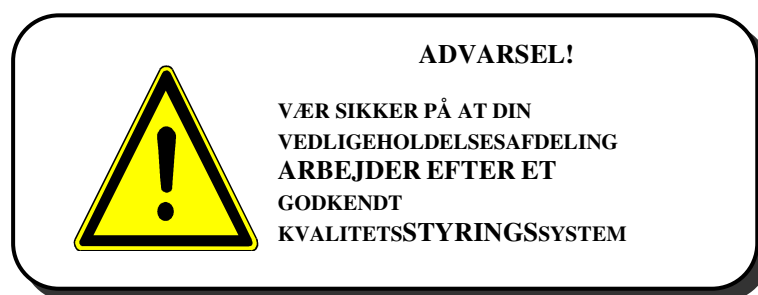 ADVARSEL!
VÆR SIKKER PÅ AT DIN
VEDLIGEHOLDELSESAFDELING
ARBEJDER EFTER ET
GODKENDT
KVALITETSSTYRINGSSYSTEM